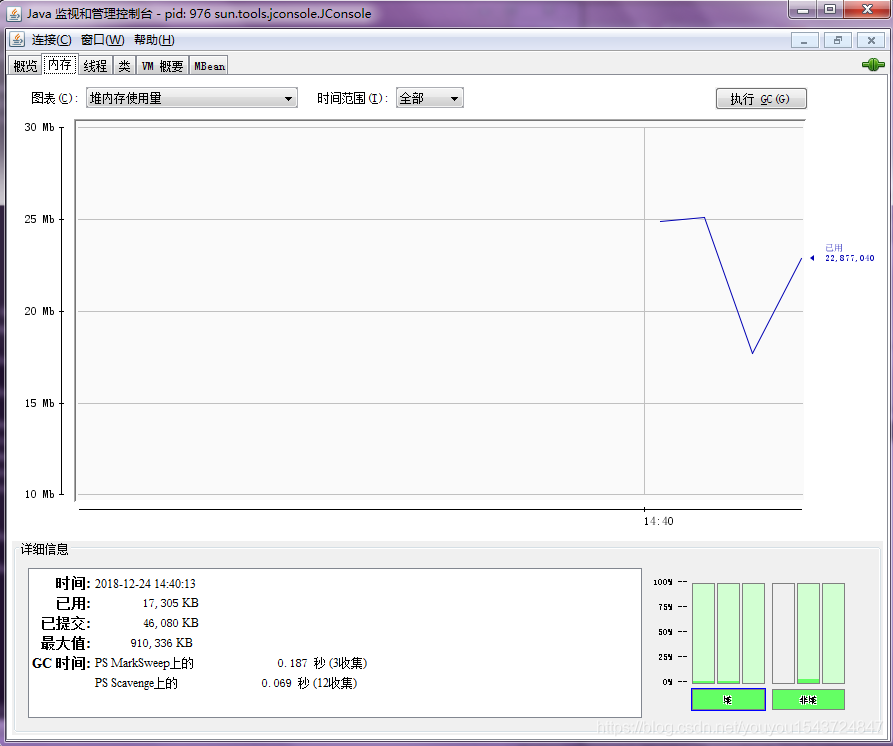 Java 监视和管理控制台 - pid: 976 sun.tools.jconsole.JConsole
连接(C) 窗口(W) 帮助(H)
概览 内存 线程 类 VM 概要 MBean
图表(C): 堆内存使用量 时间范围(I): 全部 执行 GC(G)
30 Mb
25 Mb
已用
22,877,040
20 Mb
15 Mb
10 Mb
14:40
详细信息
时间: 2018-12-24 14:40:13
已用: 17,305 KB
已提交: 46,080 KB
最大值: 910,336 KB
GC 时间: PS MarkSweep上的 0.187 秒 (3收集)
PS Scavenge上的 0.069 秒 (12收集)
100% --
75% --
50% --
25% --
0% --
堆 非堆
https://blog.csdn.net/youyou1543724847